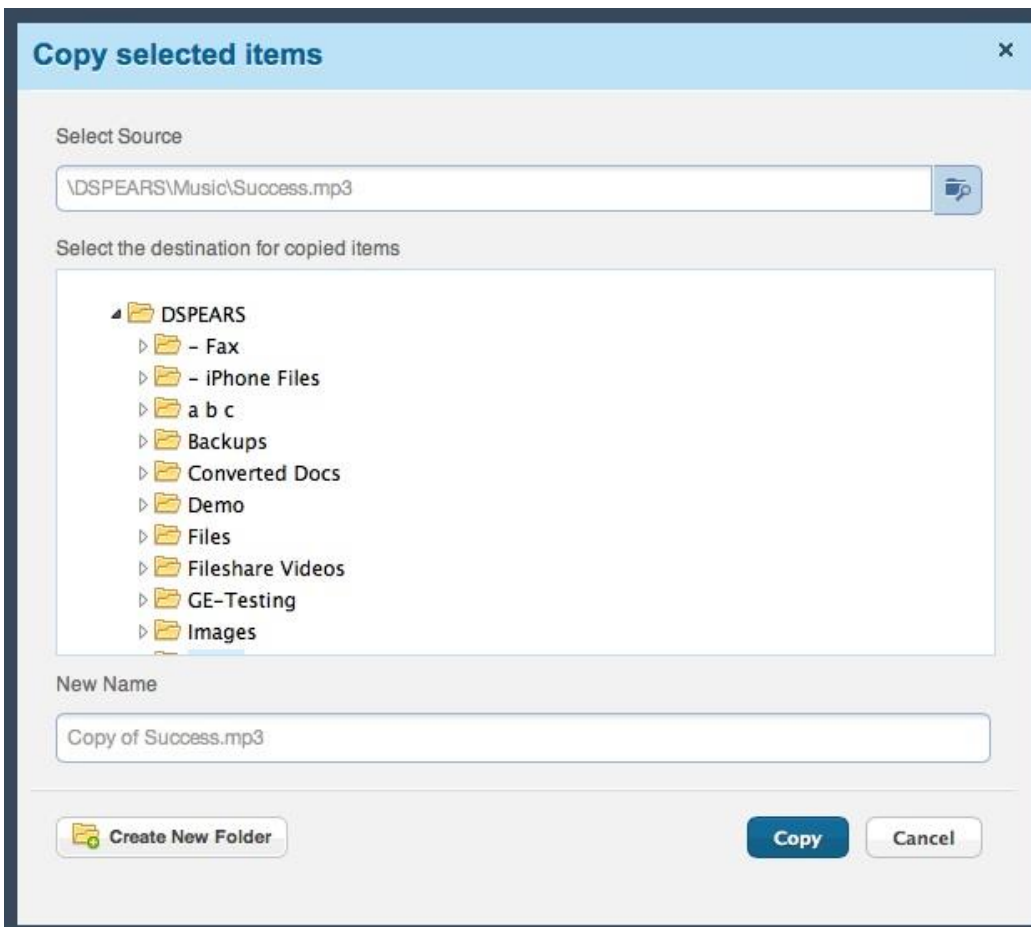 Copy selected items
Select Source
\DSPEARS\Music\Success.mp3
Select the destination for copied items
DSPEARS
– Fax
– iPhone Files
a b c
Backups
Converted Docs
Demo
Files
Fileshare Videos
GE-Testing
Images
New Name
Copy of Success.mp3
Create New Folder
Copy
Cancel